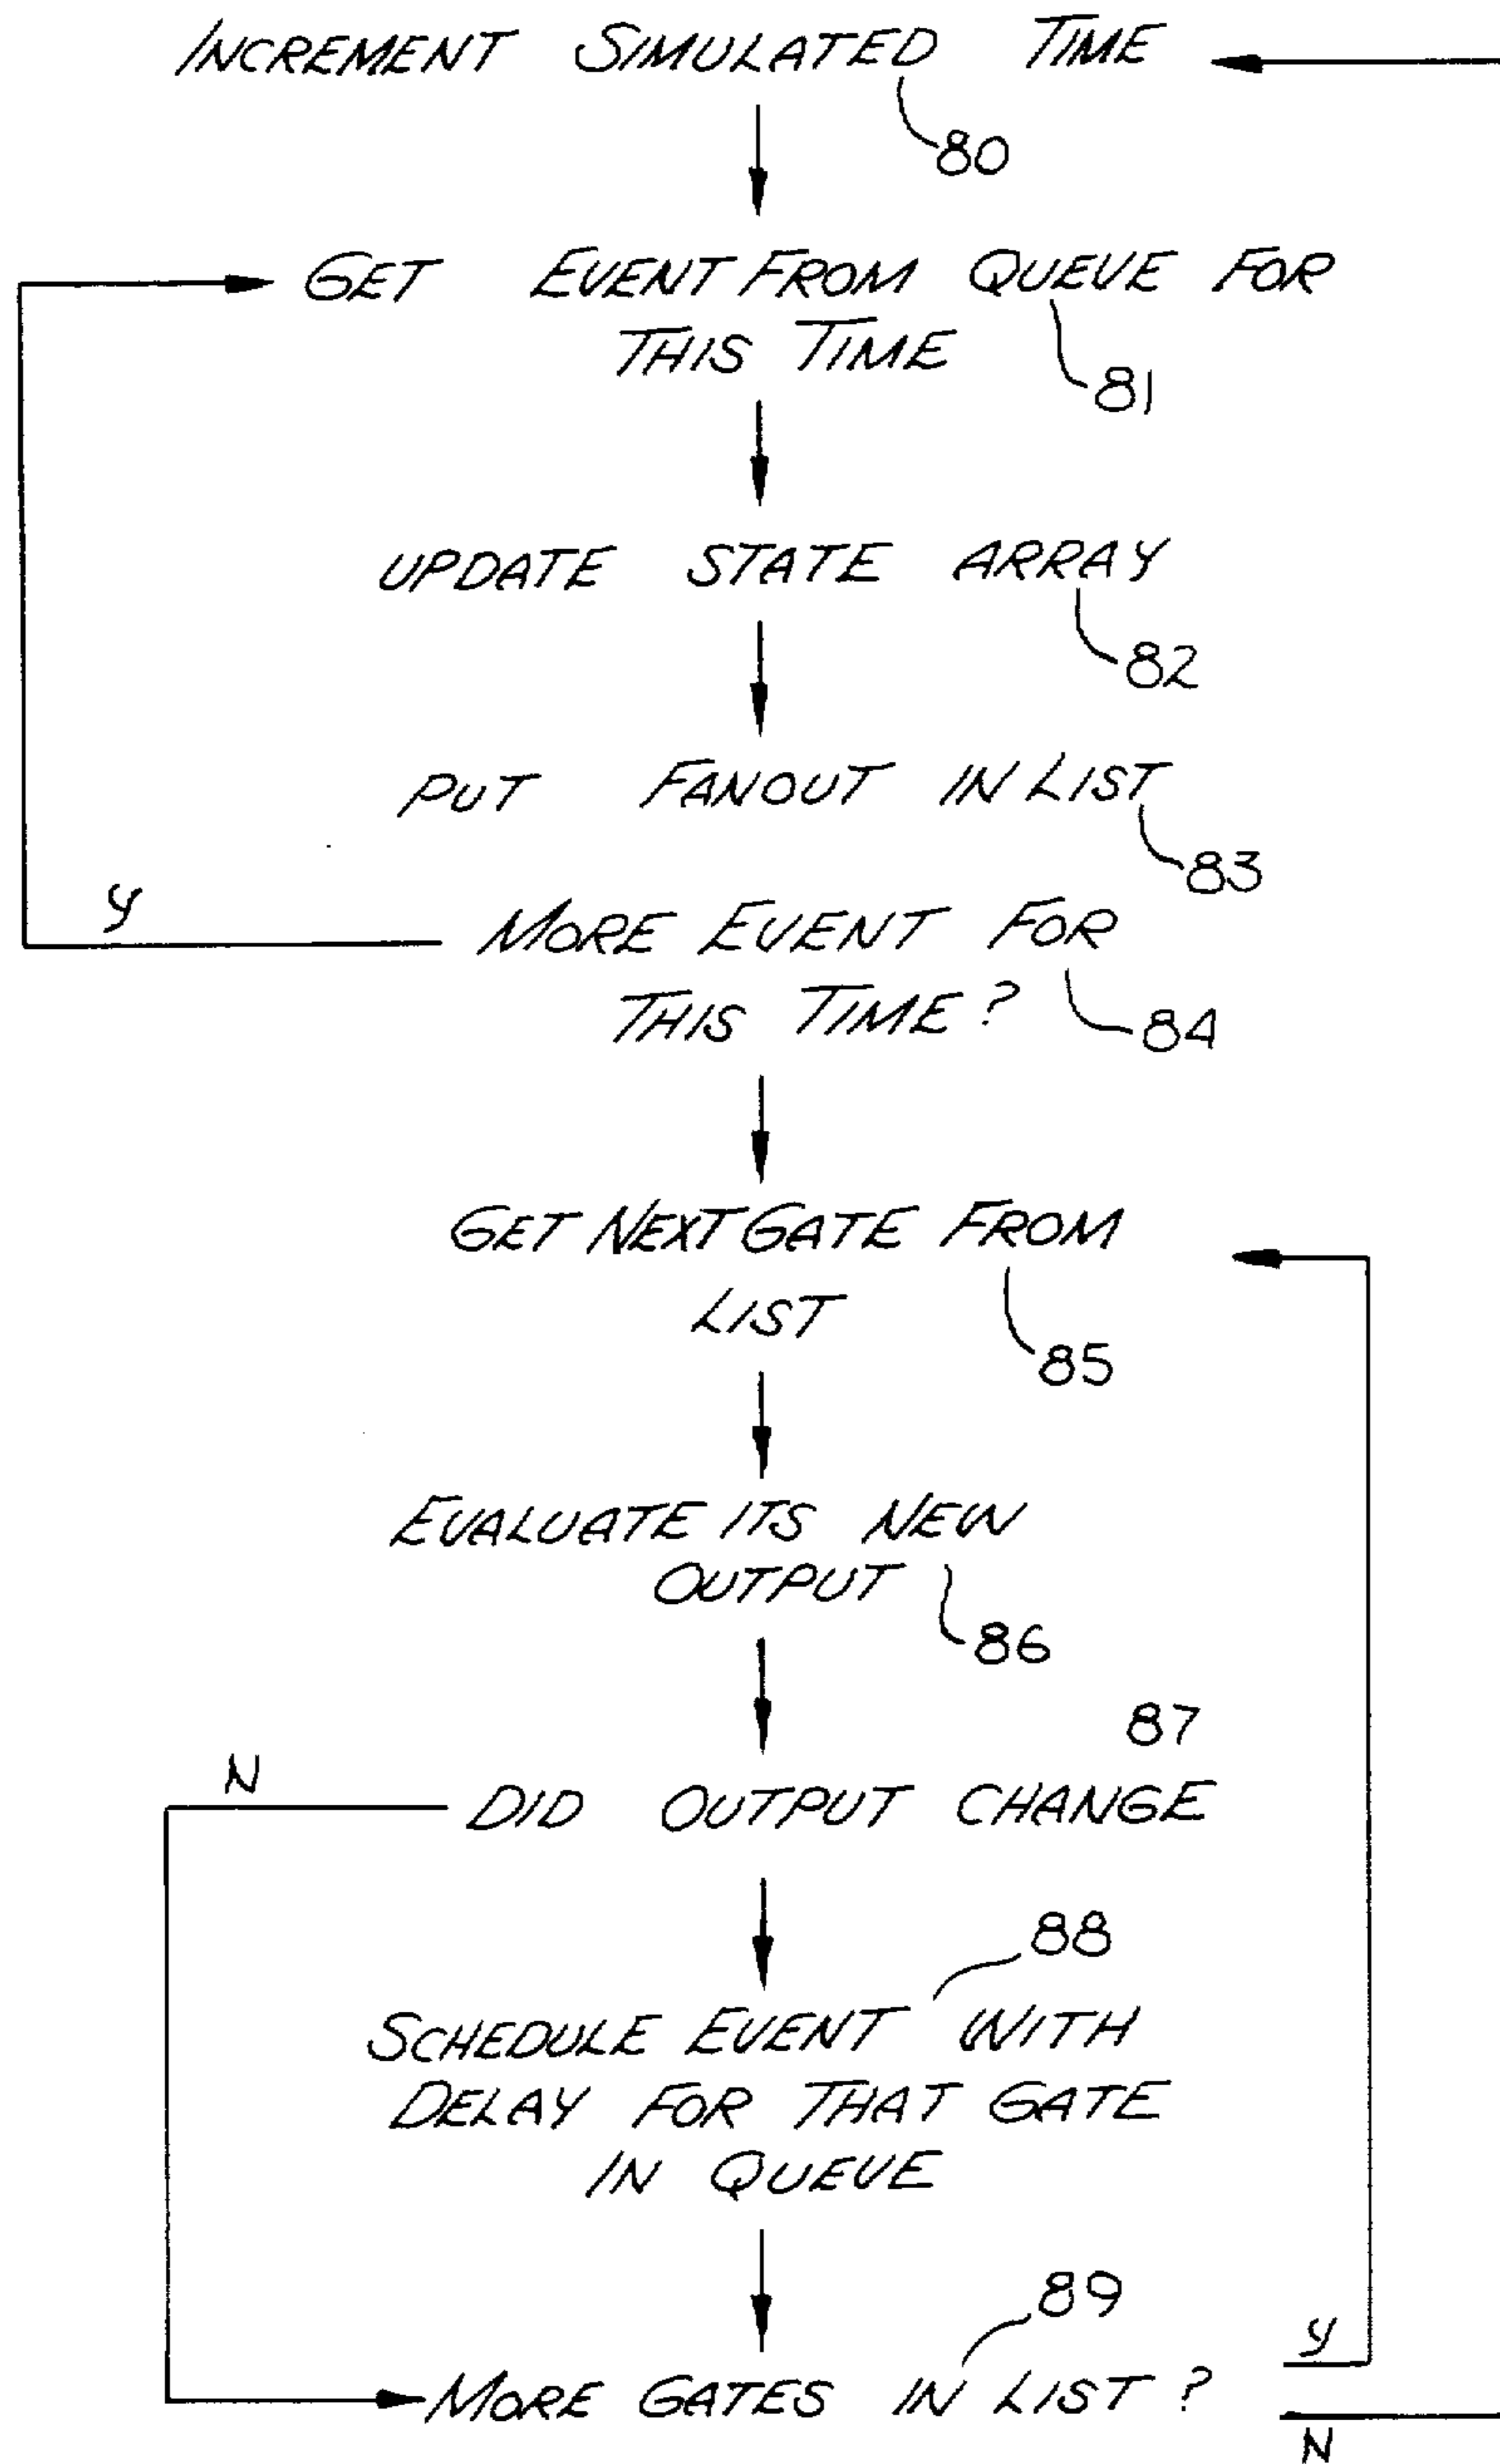 INCREMENT SIMULATED TIME
80
GET EVENT FROM QUEUE FOR
THIS TIME
81
UPDATE STATE ARRAY
82
PUT FANOUT IN LIST
83
Y
MORE EVENT FOR
THIS TIME?
84
GET NEXT GATE FROM
LIST
85
EVALUATE ITS NEW
OUTPUT
86
87
N
DID OUTPUT CHANGE
88
SCHEDULE EVENT WITH
DELAY FOR THAT GATE
IN QUEUE
89
Y
MORE GATES IN LIST?
N